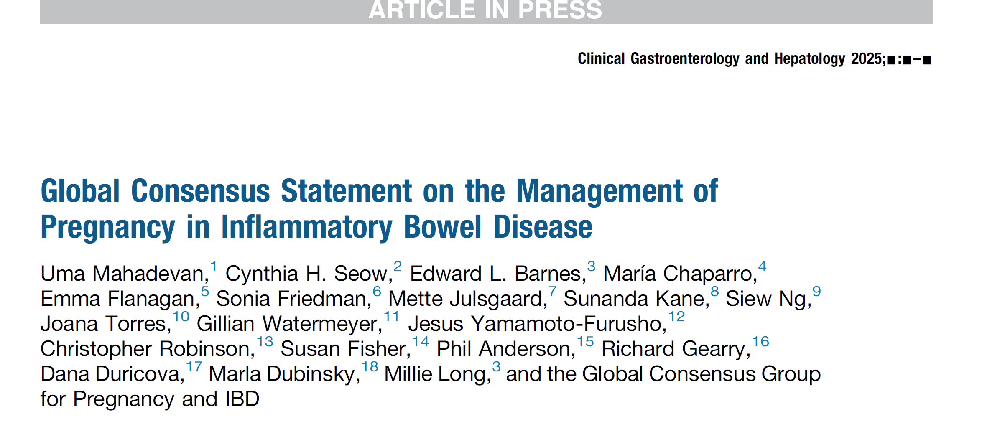 ARTICLE IN PRESS
Clinical Gastroenterology and Hepatology 2025;■:■–■
Global Consensus Statement on the Management of
Pregnancy in Inflammatory Bowel Disease
Uma Mahadevan,1 Cynthia H. Seow,2 Edward L. Barnes,3 María Chaparro,4
Emma Flanagan,5 Sonia Friedman,6 Mette Julsgaard,7 Sunanda Kane,8 Siew Ng,9
Joana Torres,10 Gillian Watermeyer,11 Jesus Yamamoto-Furusho,12
Christopher Robinson,13 Susan Fisher,14 Phil Anderson,15 Richard Gearry,16
Dana Duricova,17 Marla Dubinsky,18 Millie Long,3 and the Global Consensus Group
for Pregnancy and IBD